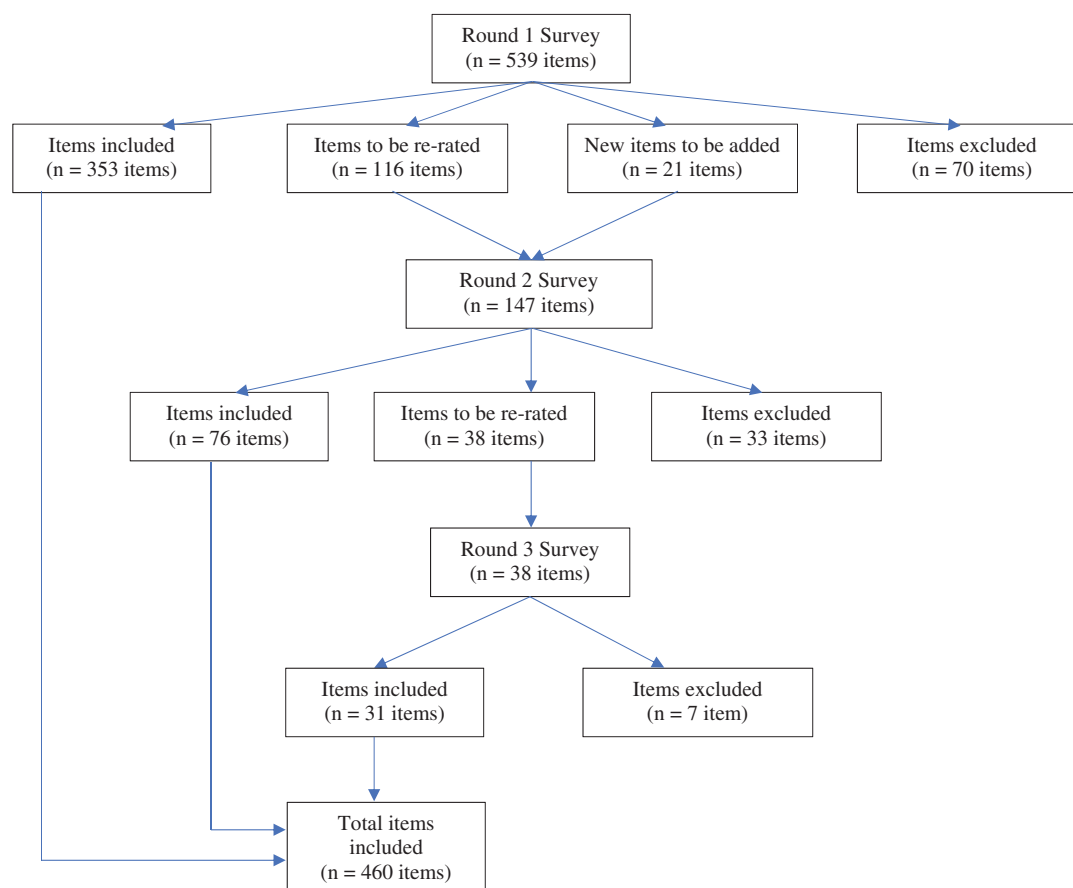 Round 1 Survey
(n = 539 items)
Items included
(n = 353 items)
Items to be re-rated
(n = 116 items)
New items to be added
(n = 21 items)
Items excluded
(n = 70 items)
Round 2 Survey
(n = 147 items)
Items included
(n = 76 items)
Items to be re-rated
(n = 38 items)
Items excluded
(n = 33 items)
Round 3 Survey
(n = 38 items)
Items included
(n = 31 items)
Items excluded
(n = 7 item)
Total items
included
(n = 460 items)